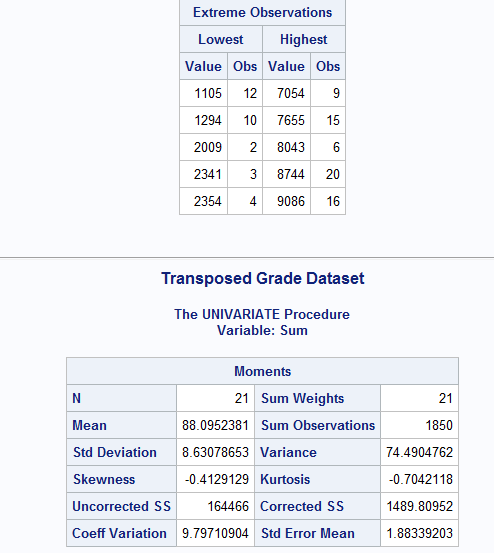 Extreme Observations
Lowest Highest
Value Obs Value Obs
1105 12 7054 9
1294 10 7655 15
2009 2 8043 6
2341 3 8744 20
2354 4 9086 16
Transposed Grade Dataset
The UNIVARIATE Procedure
Variable: Sum
Moments
N 21 Sum Weights 21
Mean 88.0952381 Sum Observations 1850
Std Deviation 8.63078653 Variance 74.4904762
Skewness -0.4129129 Kurtosis -0.7042118
Uncorrected SS 164466 Corrected SS 1489.80952
Coeff Variation 9.79710904 Std Error Mean 1.88339203